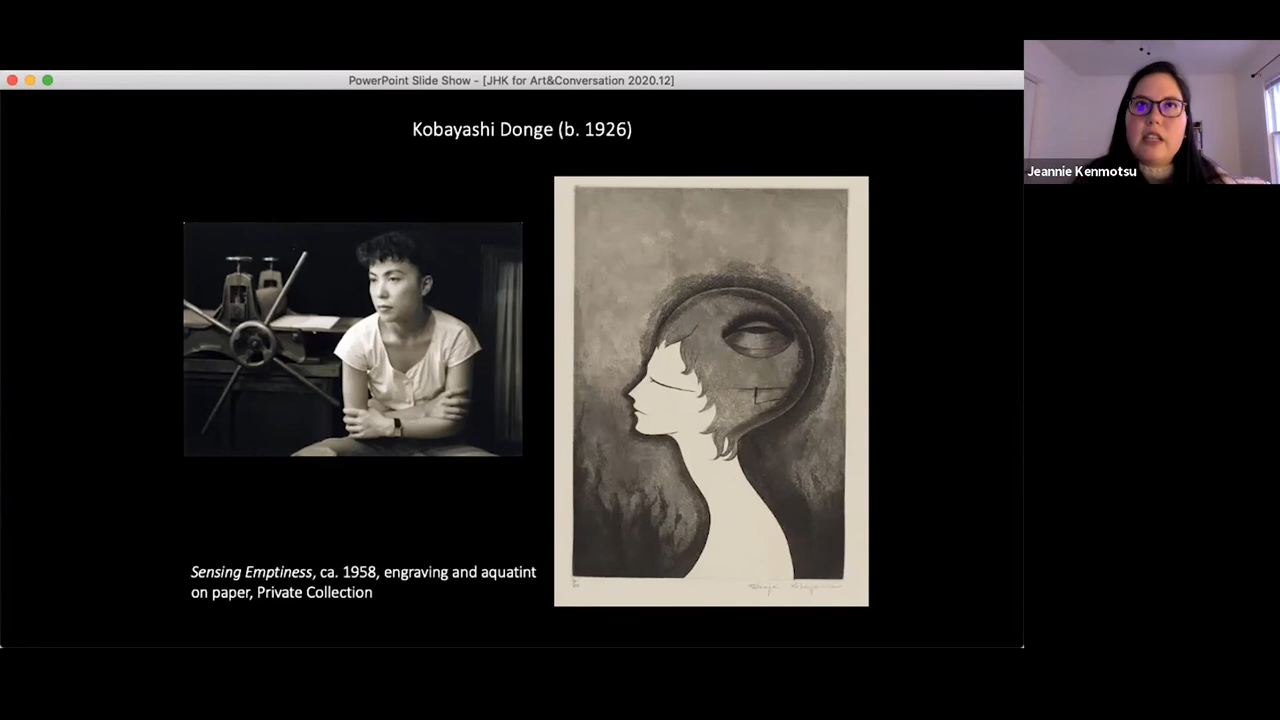 PowerPoint Slide Show - [JHK for Art&Conversation 2020.12]
Kobayashi Donge (b. 1926)
Jeannie Kenmotsu
Sensing Emptiness, ca. 1958, engraving and aquatint
on paper, Private Collection